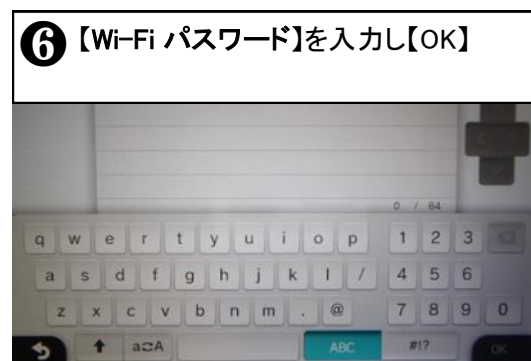 ❻ 【Wi-Fi パスワード】を入力し【OK】
0 / 64
q w e r t y u i o p 1 2 3
a s d f g h j k l / 4 5 6
z x c v b n m . @ 7 8 9 0
a⇄A ABC #!? OK